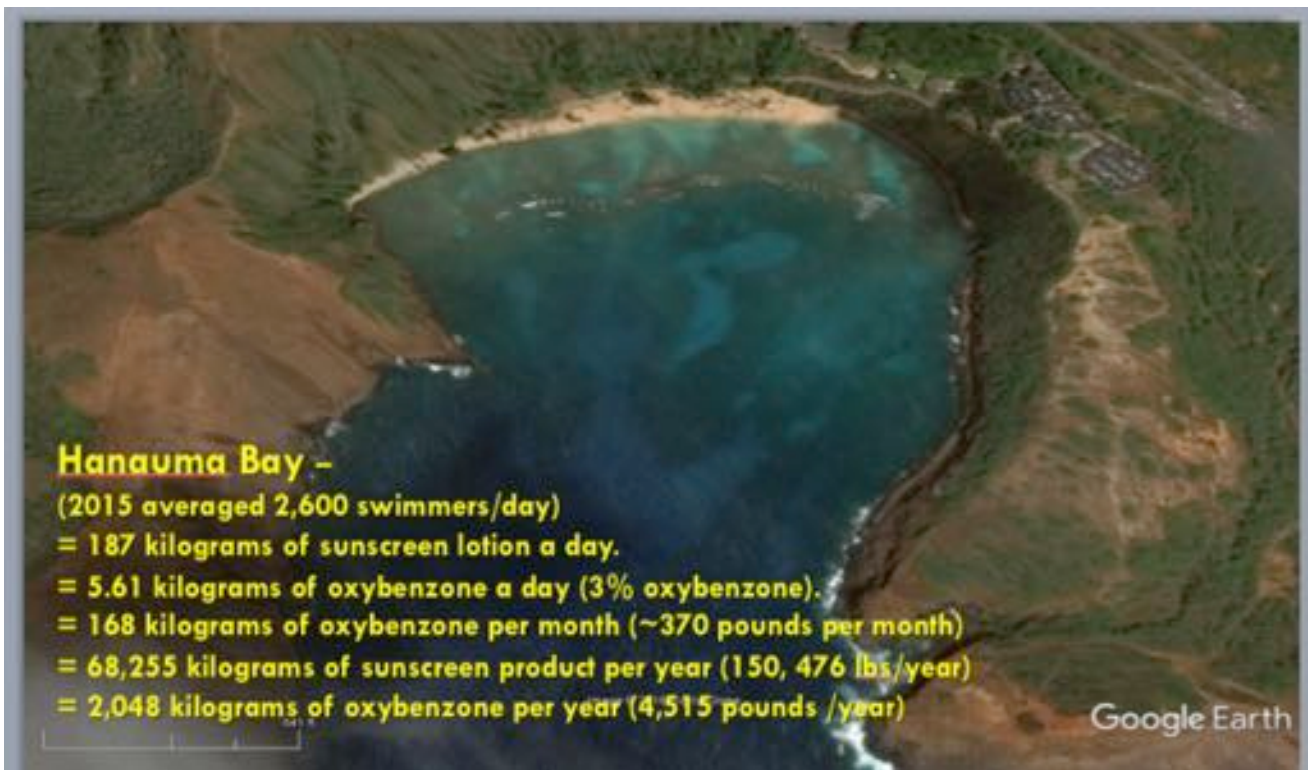 Hanauma Bay –
(2015 averaged 2,600 swimmers/day)
= 187 kilograms of sunscreen lotion a day.
= 5.61 kilograms of oxybenzone a day (3% oxybenzone).
= 168 kilograms of oxybenzone per month (~370 pounds per month)
= 68,255 kilograms of sunscreen product per year (150, 476 lbs/year)
= 2,048 kilograms of oxybenzone per year (4,515 pounds /year)
Google Earth